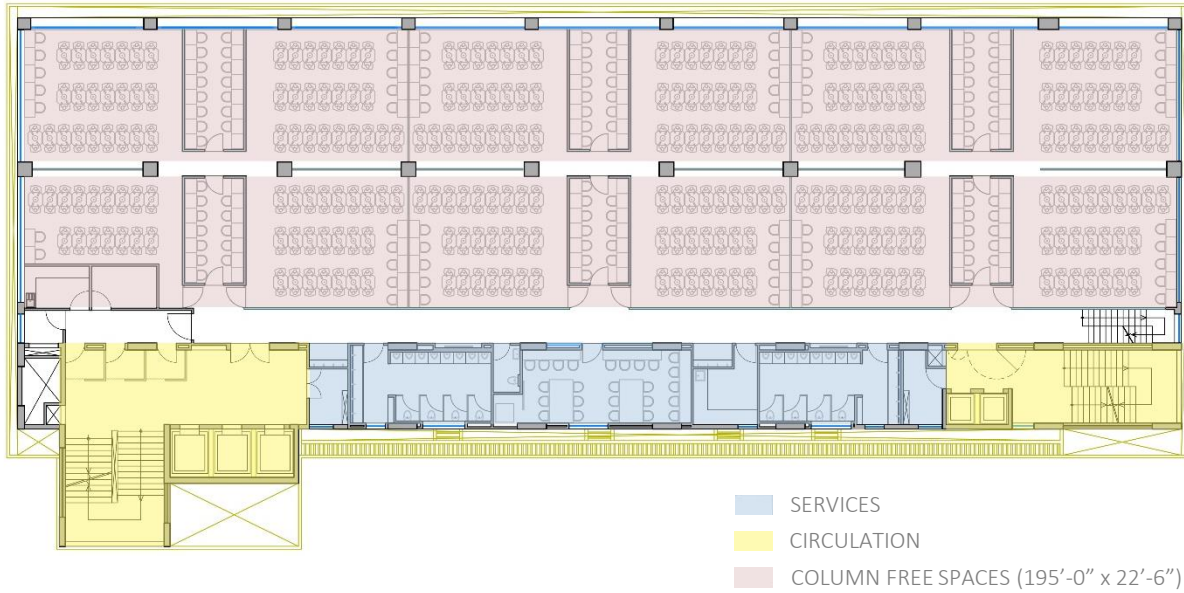 SERVICES
CIRCULATION
COLUMN FREE SPACES (195’-0” x 22’-6”)